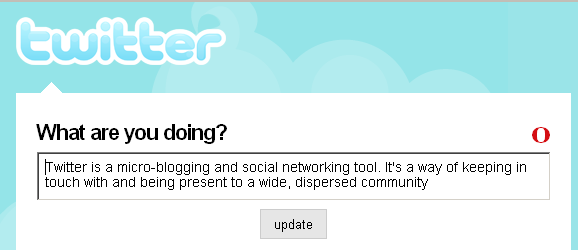 twitter
What are you doing?
0
Twitter is a micro-blogging and social networking tool. It's a way of keeping in
touch with and being present to a wide, dispersed community
update